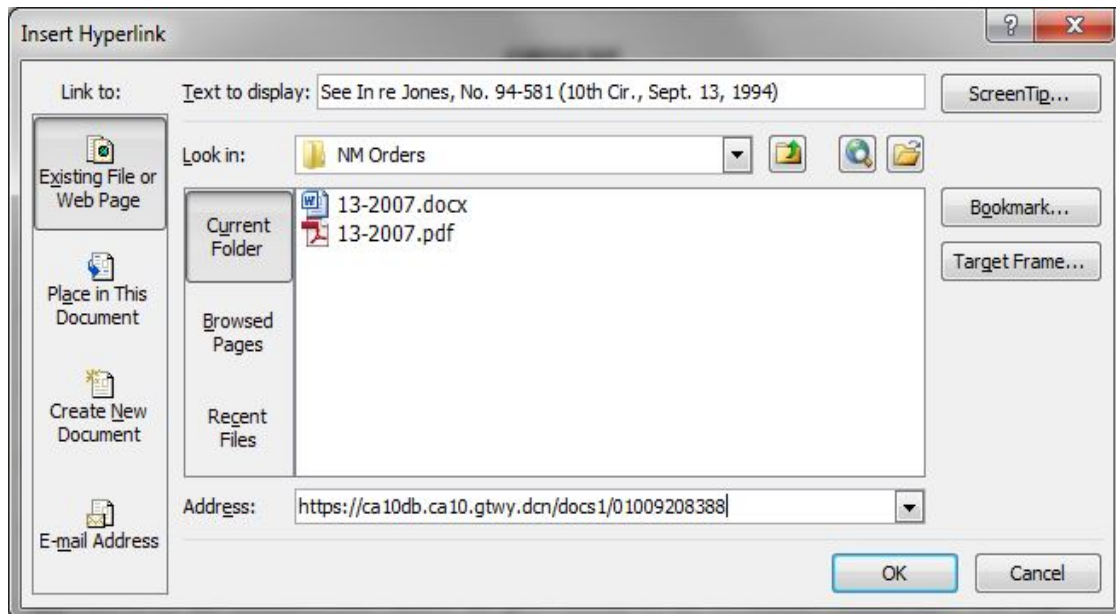 Insert Hyperlink
Link to:
Text to display: See In re Jones, No. 94-581 (10th Cir., Sept. 13, 1994)
ScreenTip...
Existing File or
Web Page
Look in: NM Orders
Current
Folder
13-2007.docx
13-2007.pdf
Bookmark...
Target Frame...
Place in This
Document
Browsed
Pages
Create New
Document
Recent
Files
E-mail Address
Address: https://ca10db.ca10.gtwy.dcn/docs1/01009208388
OK
Cancel